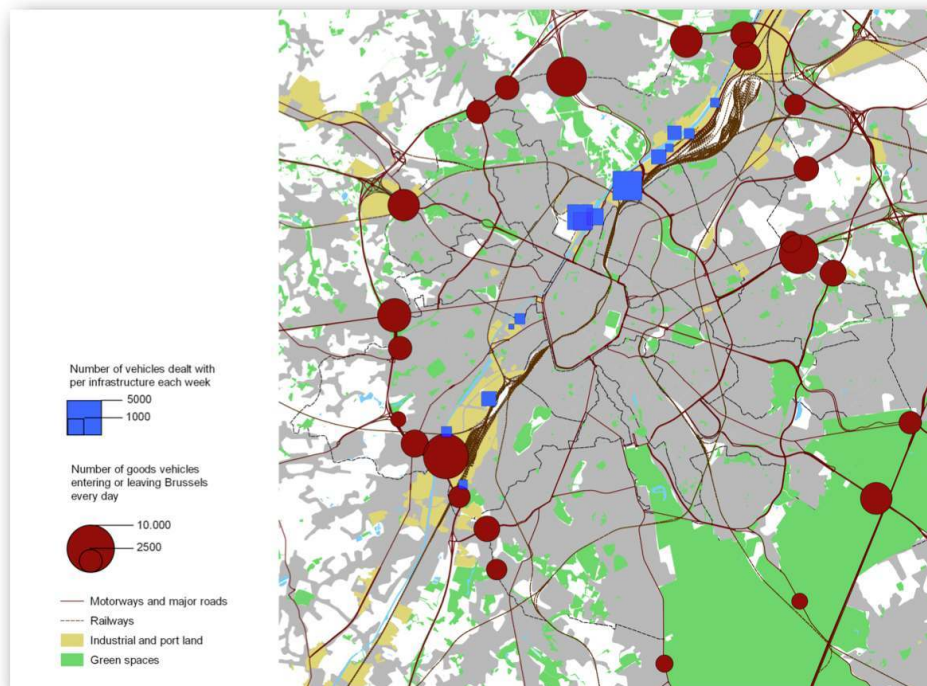 Number of vehicles dealt with
per infrastructure each week
5000
1000
Number of goods vehicles
entering or leaving Brussels
every day
10.000
2500
Motorways and major roads
Railways
Industrial and port land
Green spaces